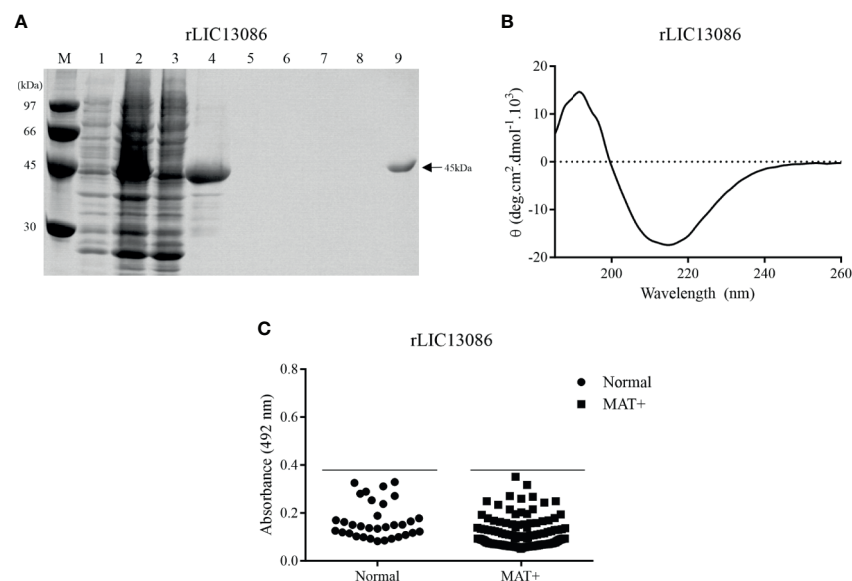 A
rLIC13086
M 1 2 3 4 5 6 7 8 9
(kDa)
97
66
45
30
45kDa
B
rLIC13086
θ (deg.cm².dmol⁻¹.10³)
20
10
0
-10
-20
200 220 240 260
Wavelength (nm)
C
rLIC13086
Absorbance (492 nm)
0.8
0.6
0.4
0.2
0.0
Normal
MAT+
Normal MAT+